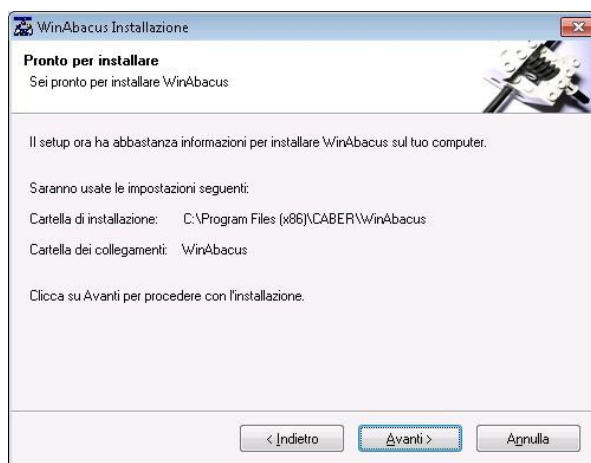 WinAbacus Installazione
Pronto per installare
Sei pronto per installare WinAbacus
Il setup ora ha abbastanza informazioni per installare WinAbacus sul tuo computer.
Saranno usate le impostazioni seguenti:
Cartella di installazione: C:\Program Files (x86)\CABER\WinAbacus
Cartella dei collegamenti: WinAbacus
Clicca su Avanti per procedere con l'installazione.
< Indietro Avanti > Annulla